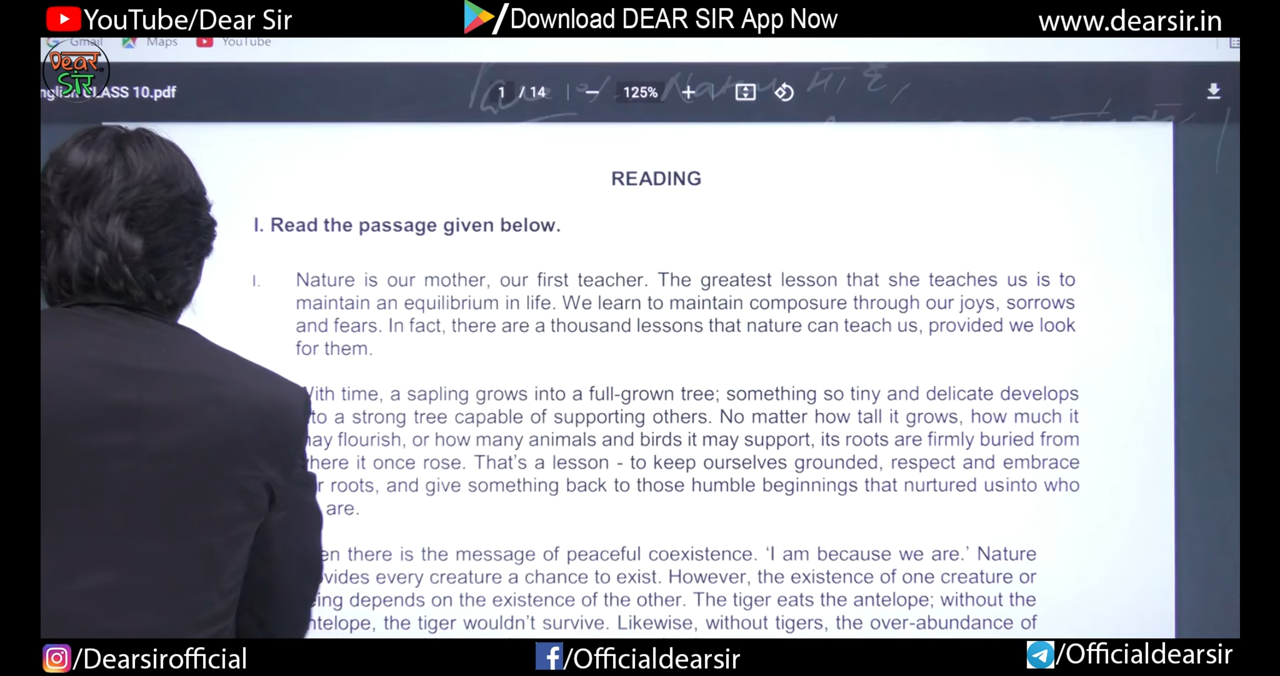 YouTube/Dear Sir
/Download DEAR SIR App Now
www.dearsir.in
Gmail Maps YouTube
डियर सर
CLASS 10.pdf
1 / 14 125%
READING
I. Read the passage given below.
I. Nature is our mother, our first teacher. The greatest lesson that she teaches us is to
maintain an equilibrium in life. We learn to maintain composure through our joys, sorrows
and fears. In fact, there are a thousand lessons that nature can teach us, provided we look
for them.
With time, a sapling grows into a full-grown tree; something so tiny and delicate develops
to a strong tree capable of supporting others. No matter how tall it grows, how much it
may flourish, or how many animals and birds it may support, its roots are firmly buried from
where it once rose. That's a lesson - to keep ourselves grounded, respect and embrace
r roots, and give something back to those humble beginnings that nurtured usinto who
are.
en there is the message of peaceful coexistence. 'I am because we are.' Nature
vides every creature a chance to exist. However, the existence of one creature or
eing depends on the existence of the other. The tiger eats the antelope; without the
ntelope, the tiger wouldn't survive. Likewise, without tigers, the over-abundance of
/Dearsirofficial
/Officialdearsir
/Officialdearsir